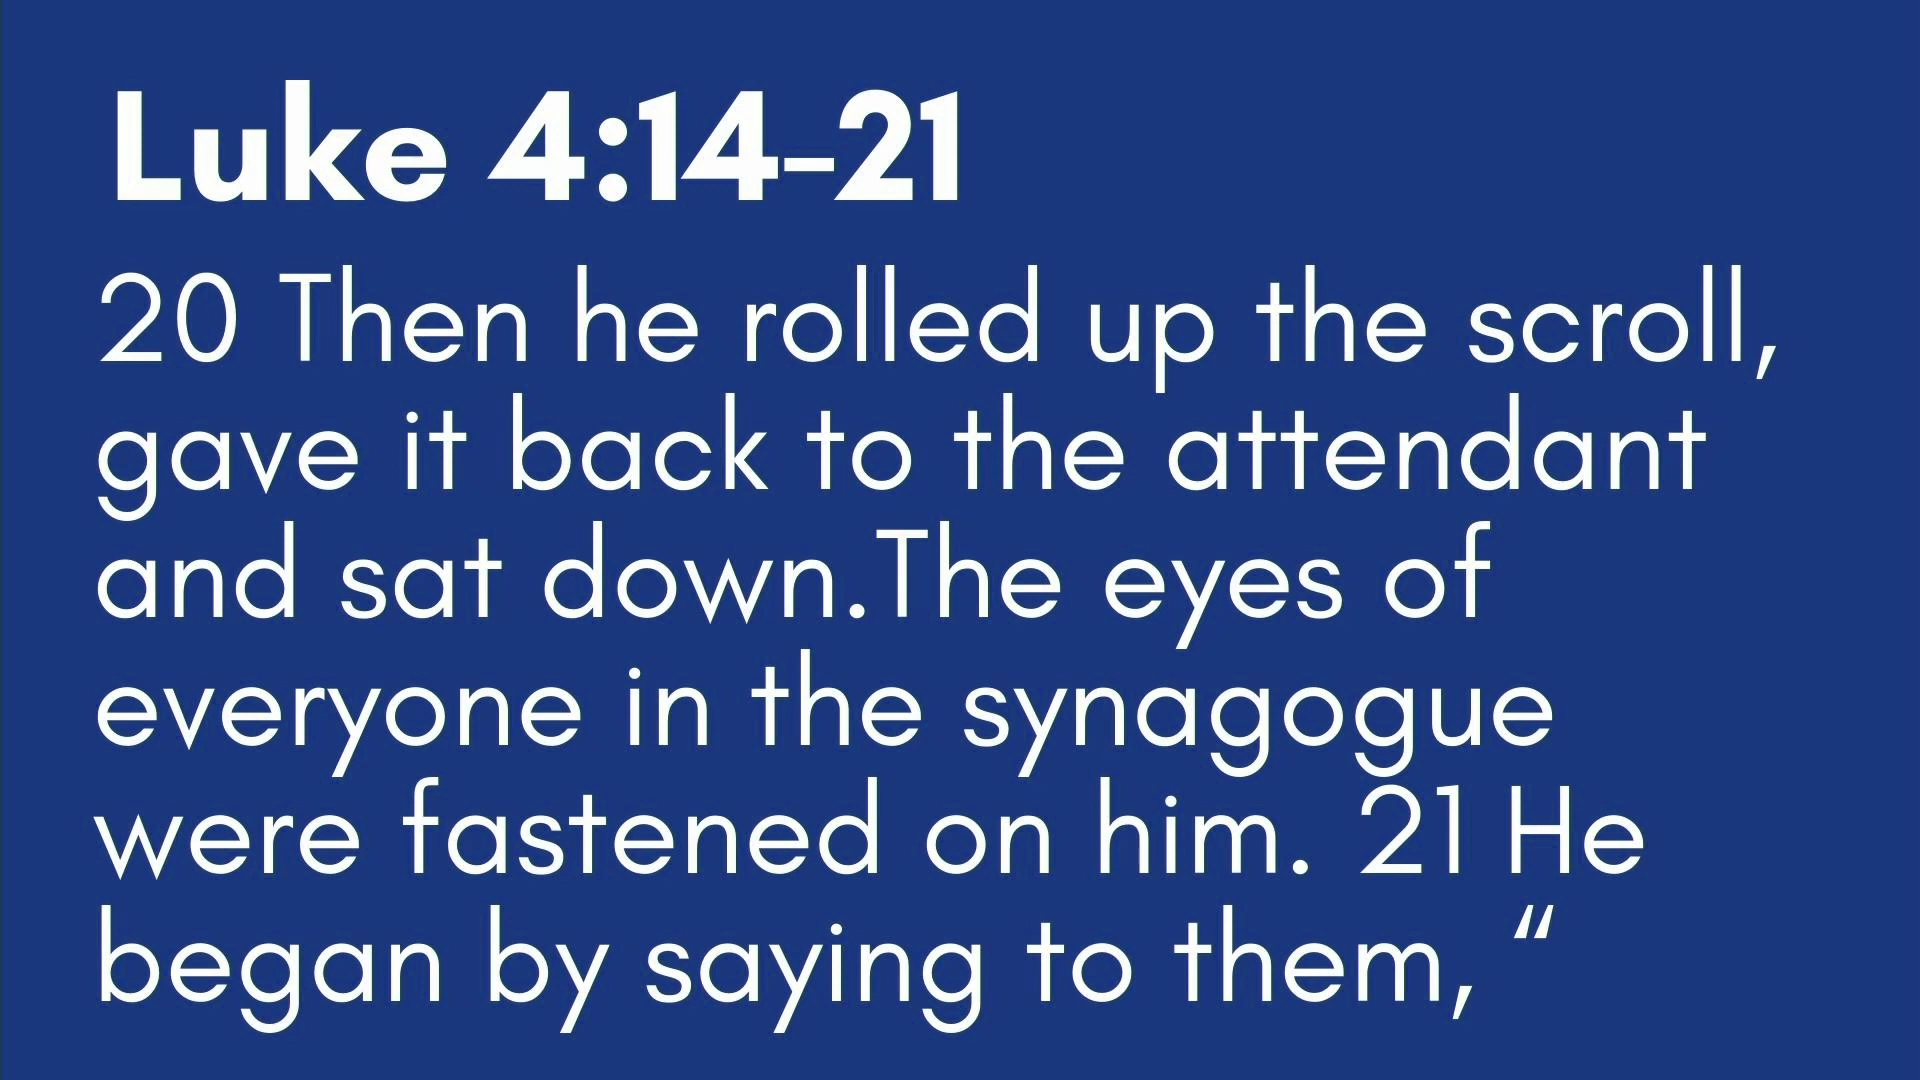 Luke 4:14-21
20 Then he rolled up the scroll,
gave it back to the attendant
and sat down.The eyes of
everyone in the synagogue
were fastened on him. 21 He
began by saying to them, “